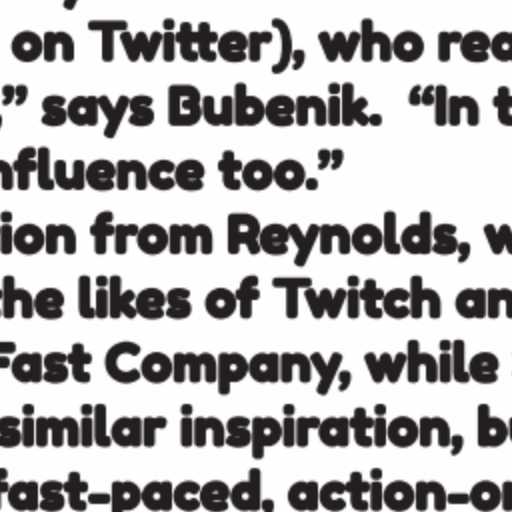 on Twitter), who rea
," says Bubenik. “In t
nfluence too.”
ion from Reynolds, w
the likes of Twitch an
Fast Company, while
similar inspiration, bu
fast-paced, action-or